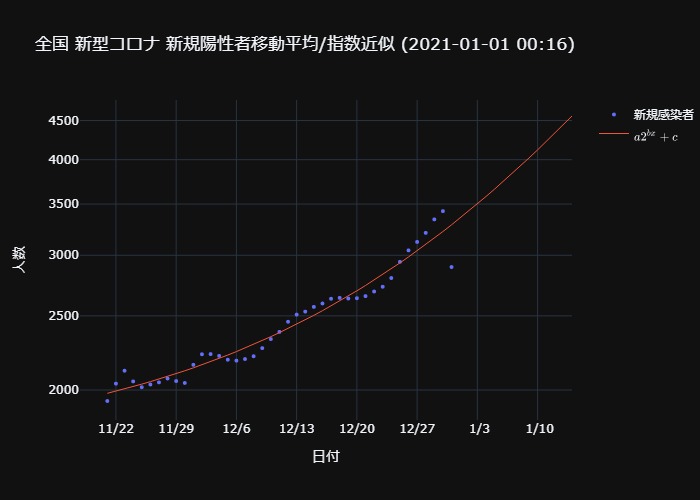 全国 新型コロナ 新規陽性者移動平均/指数近似 (2021-01-01 00:16)
新規感染者
a2^{bx} + c
4500
4000
3500
3000
2500
2000
人数
11/22 11/29 12/6 12/13 12/20 12/27 1/3 1/10
日付